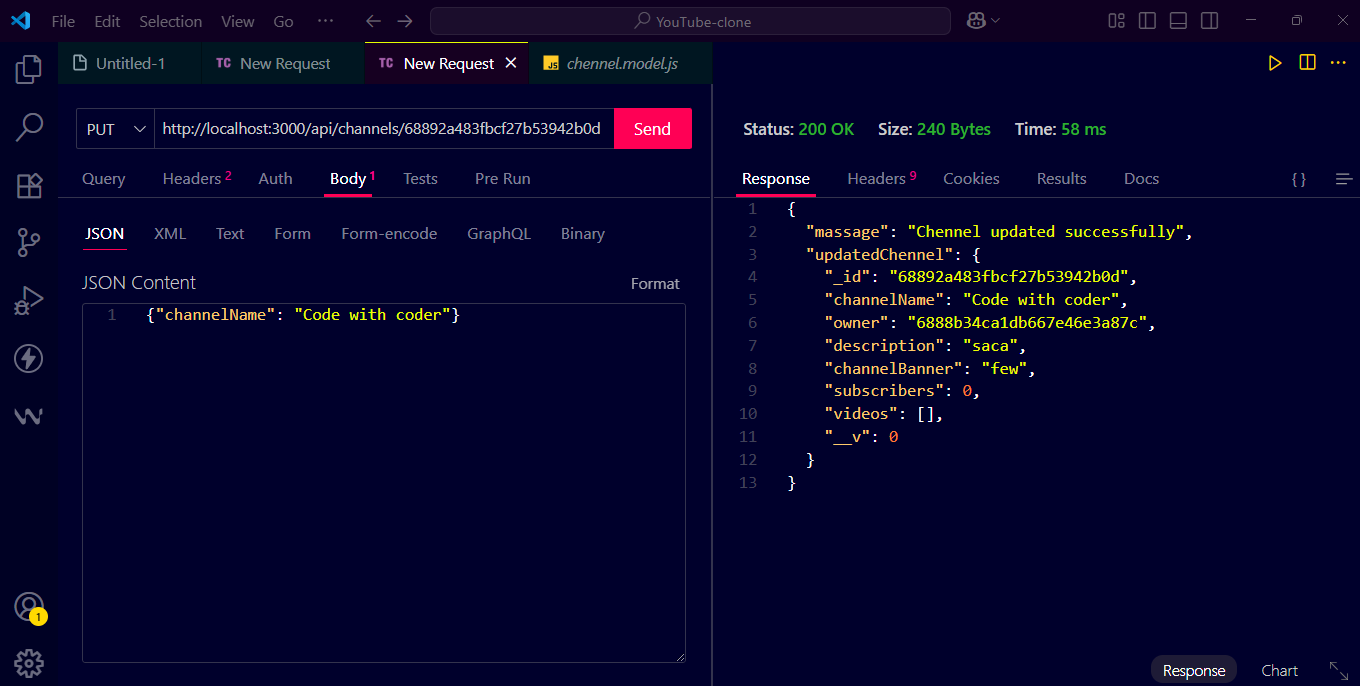 File Edit Selection View Go ··· YouTube-clone
Untitled-1 TC New Request TC New Request JS chennel.model.js
PUT http://localhost:3000/api/channels/68892a483fbcf27b53942b0d Send
Status: 200 OK Size: 240 Bytes Time: 58 ms
Query Headers 2 Auth Body 1 Tests Pre Run
Response Headers 9 Cookies Results Docs {}
JSON XML Text Form Form-encode GraphQL Binary
JSON Content Format
1 {"channelName": "Code with coder"}
1 {
2 "massage": "Chennel updated successfully",
3 "updatedChennel": {
4 "_id": "68892a483fbcf27b53942b0d",
5 "channelName": "Code with coder",
6 "owner": "6888b34ca1db667e46e3a87c",
7 "description": "saca",
8 "channelBanner": "few",
9 "subscribers": 0,
10 "videos": [],
11 "__v": 0
12 }
13 }
1
Response Chart